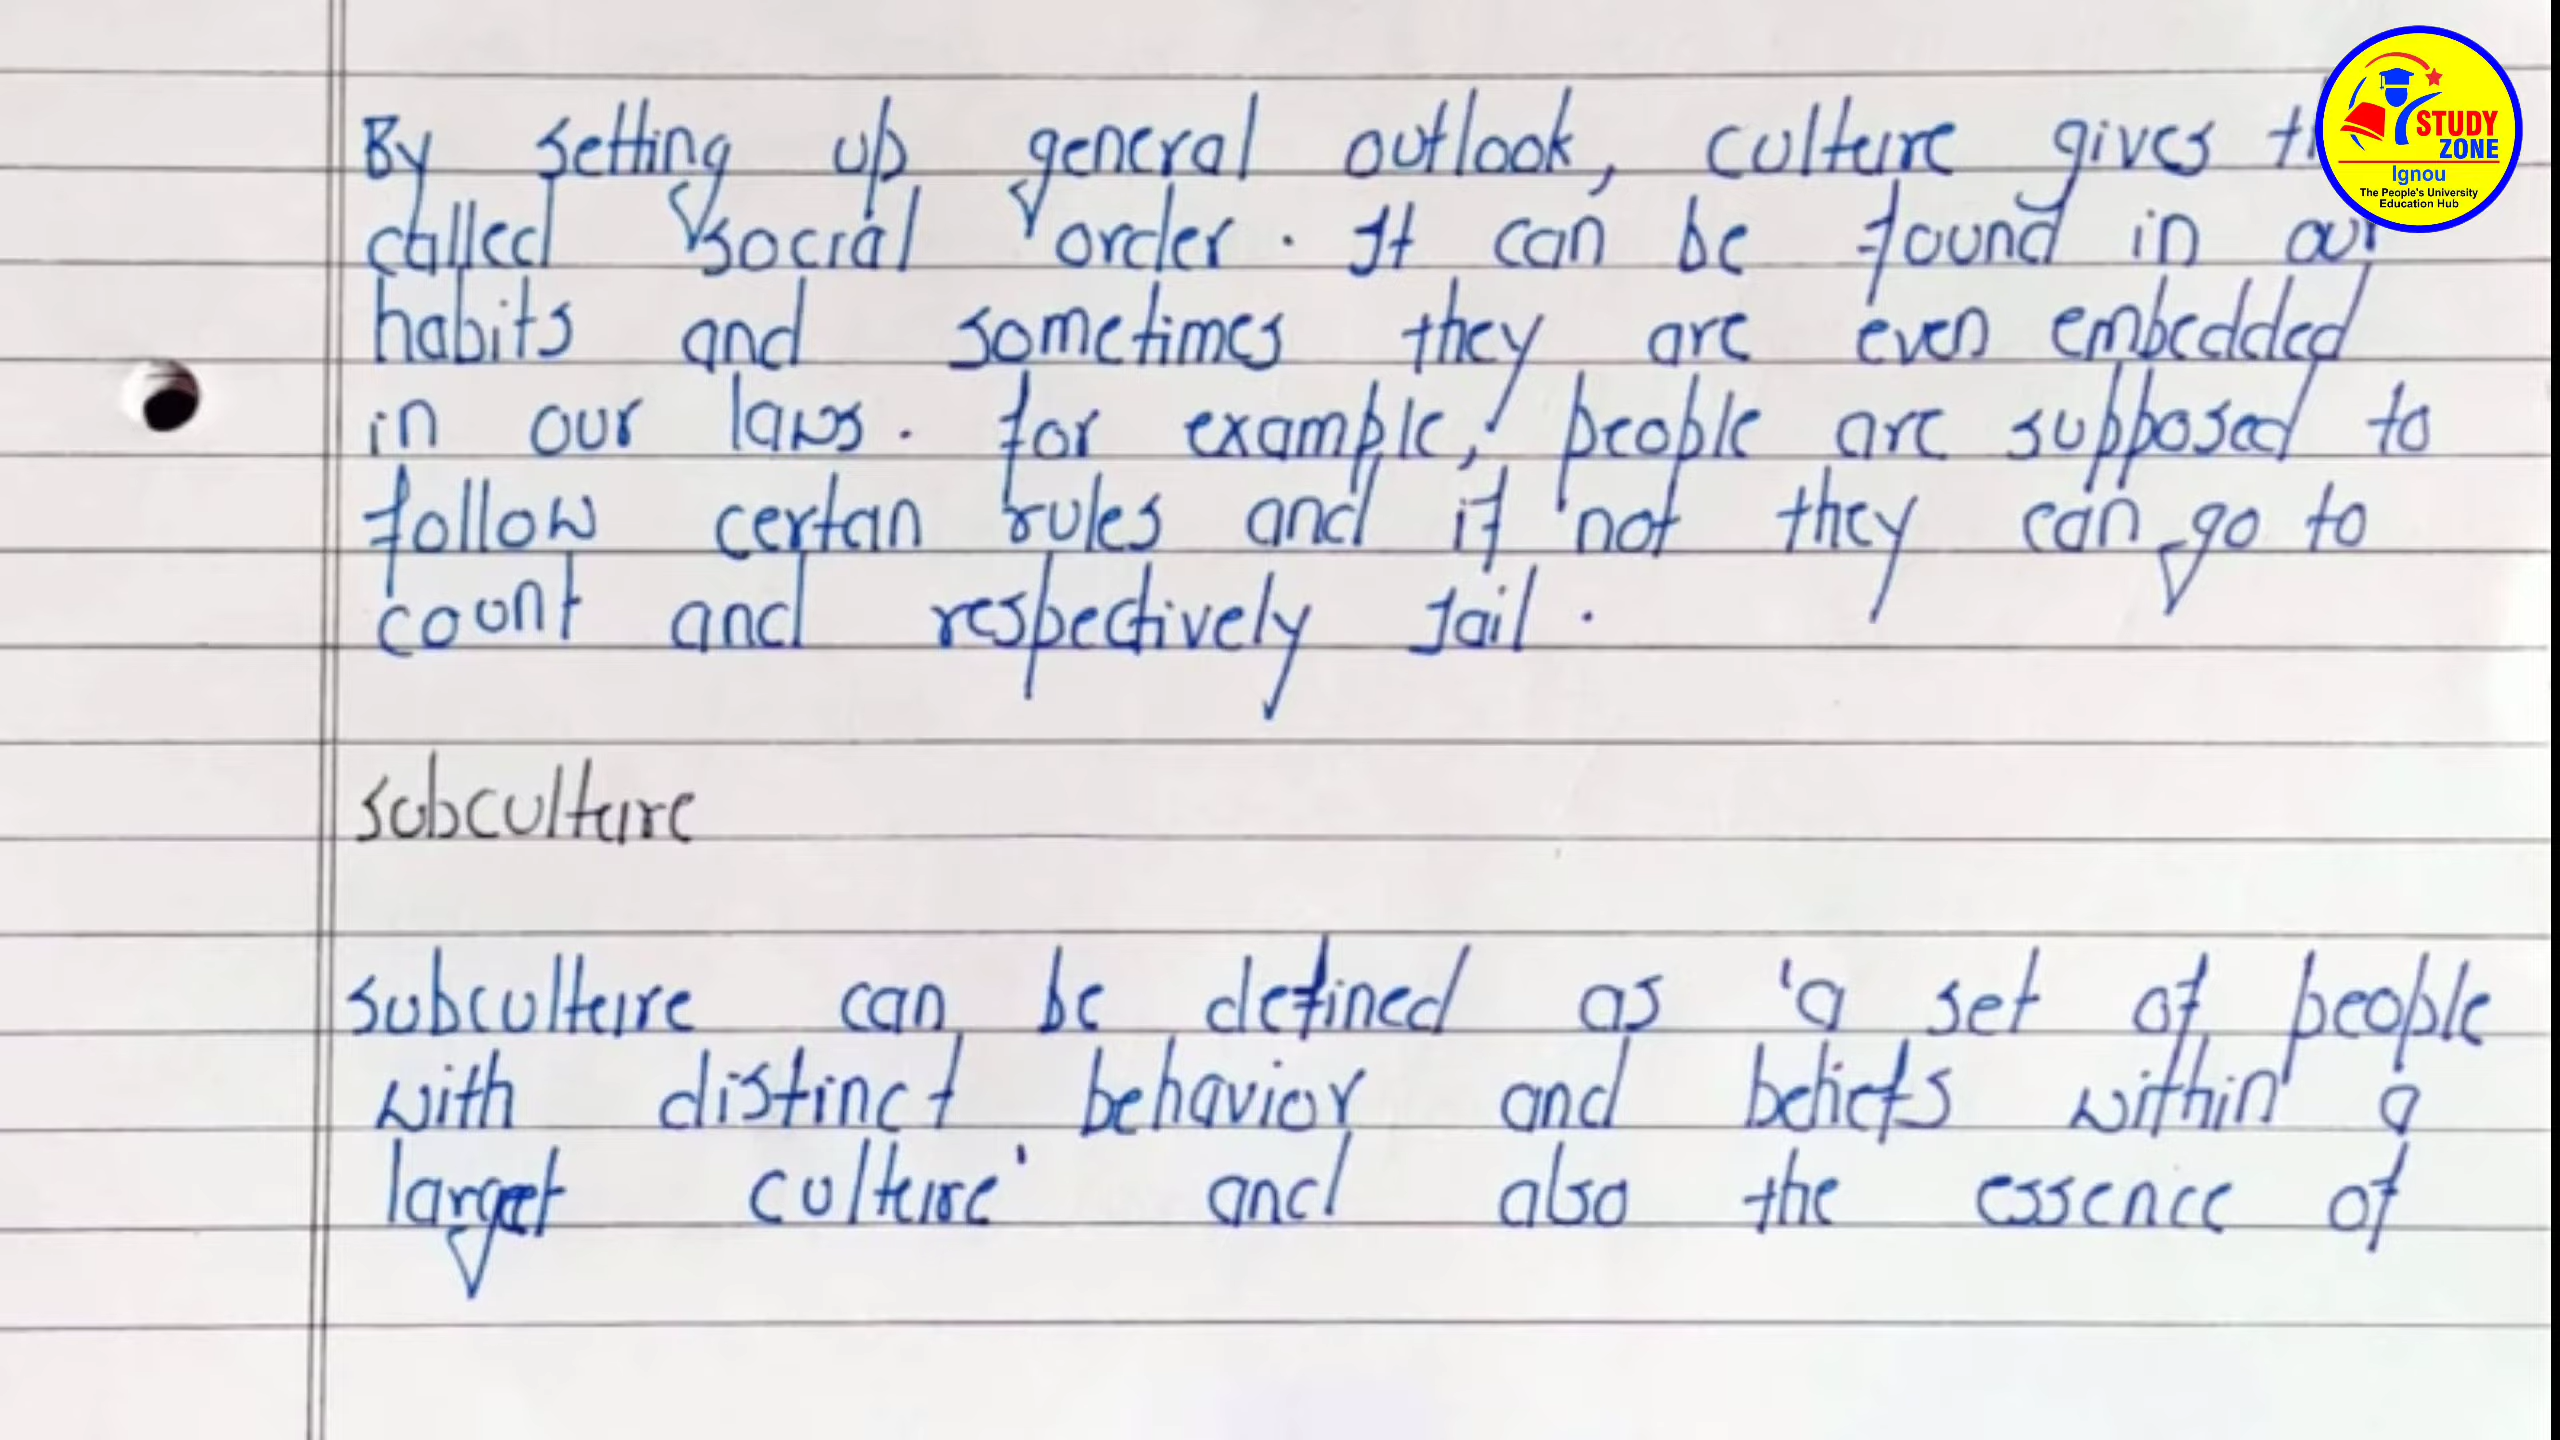 By setting up general outlook, culture gives
called social order. It can be found in our
habits and sometimes they are even embedded
in our laws. for example, people are supposed to
follow certan rules and if not they can go to
count and respectively Jail.
subculture
subculture can be defined as 'a set of people
with distinct behavior and beliefs within a
larget culture' and also the essence of
STUDY
ZONE
Ignou
The People's University
Education Hub